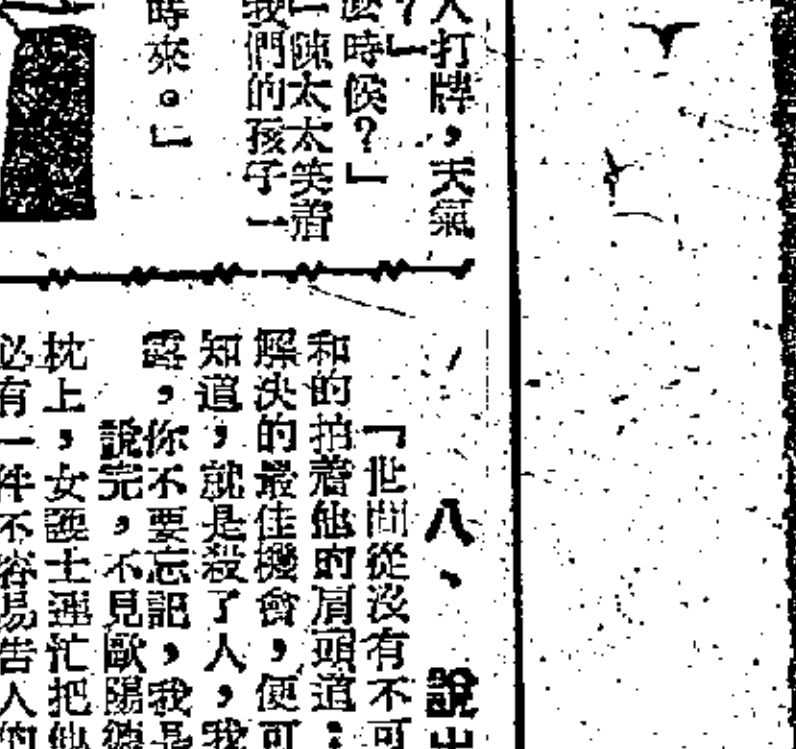 人打牌，天氣
？」
麼時候？」
「陳太太笑着
我們的孩子一
時來。」
八、說出
「世間從沒有不可
和的拍着他的肩頭道：
解決的最佳機會，便可
知道，就是殺了人，我
露，你不要忘記，我是
說完，不見歐陽德
枕上，女護士連忙把他
必有一件不容易告人的